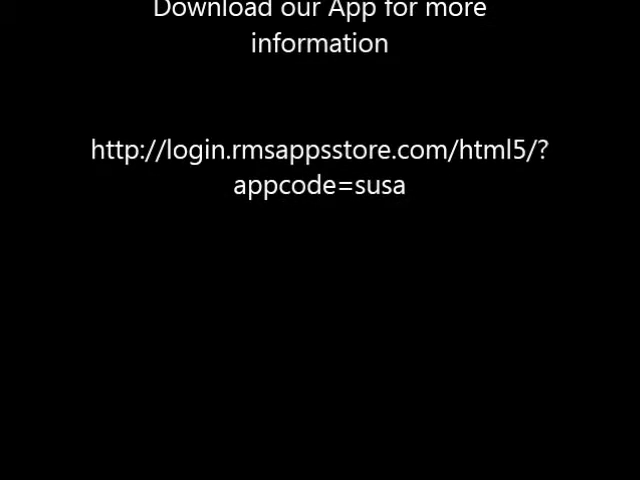 Download our App for more
information
http://login.rmsappsstore.com/html5/?
appcode=susa